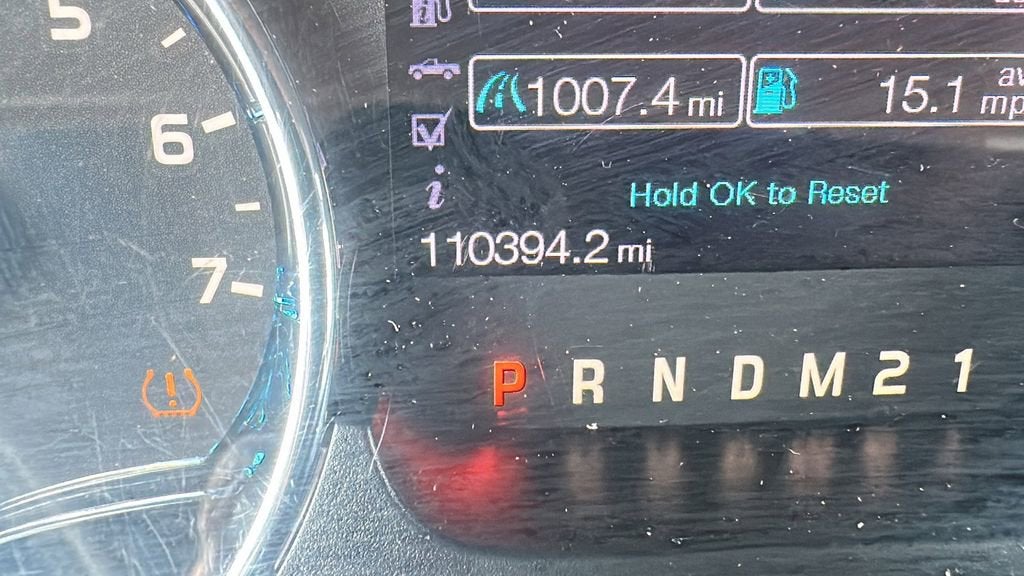 5
6
7
1007.4 mi
15.1
Hold OK to Reset
110394.2 mi
P R N D M 2 1